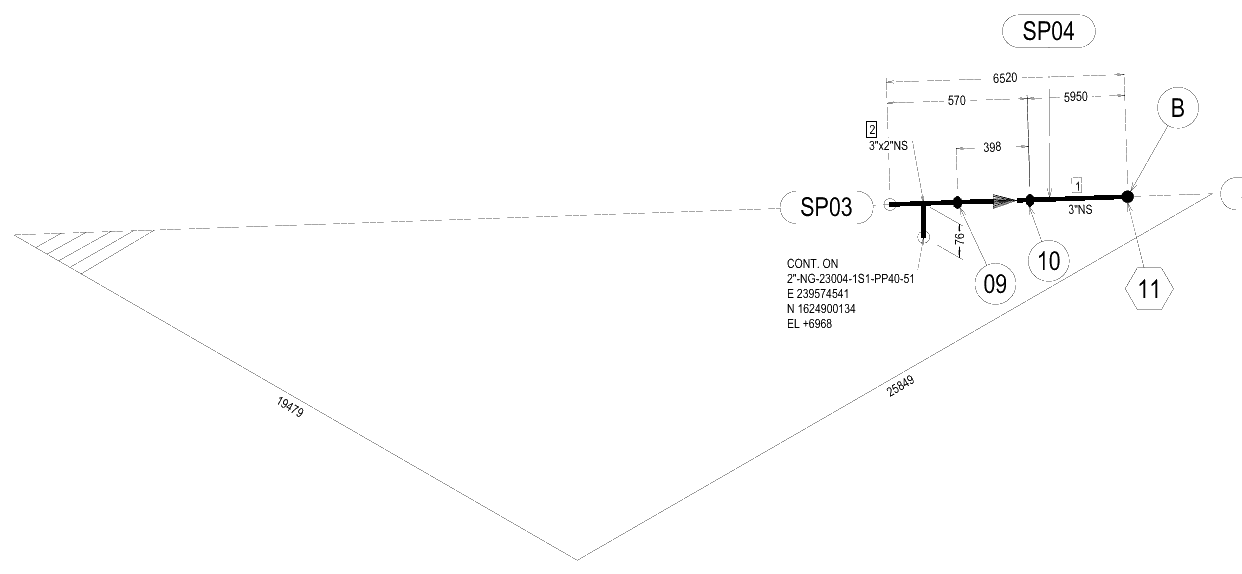 SP04
6520
570
5950
B
2
3"x2"NS
398
1
SP03
3"NS
76
10
09
11
CONT. ON
2"-NG-23004-1S1-PP40-51
E 239574541
N 1624900134
EL +6968
25849
19479